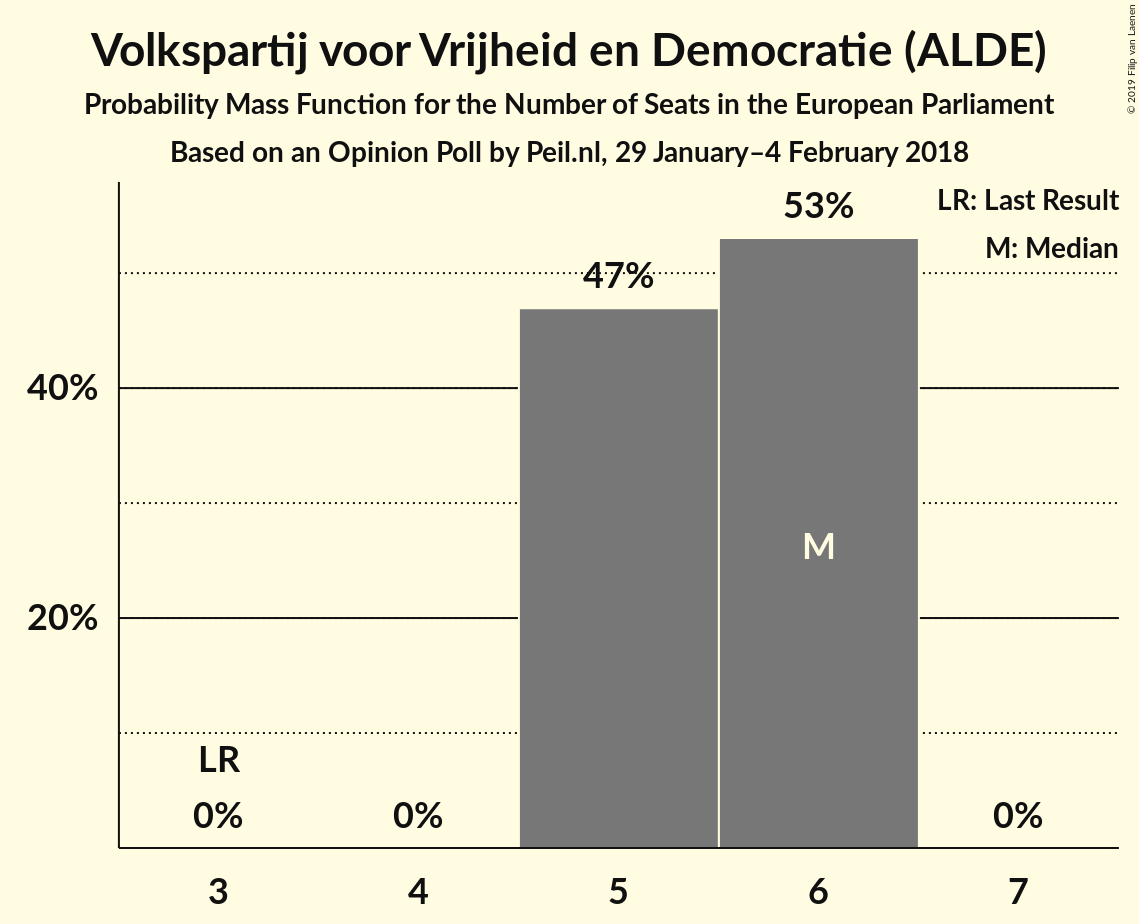 Volkspartij voor Vrijheid en Democratie (ALDE)
Probability Mass Function for the Number of Seats in the European Parliament
Based on an Opinion Poll by Peil.nl, 29 January–4 February 2018
© 2019 Filip van Laenen
LR: Last Result
M: Median
53%
47%
40%
M
20%
LR
0%
0%
0%
3
4
5
6
7